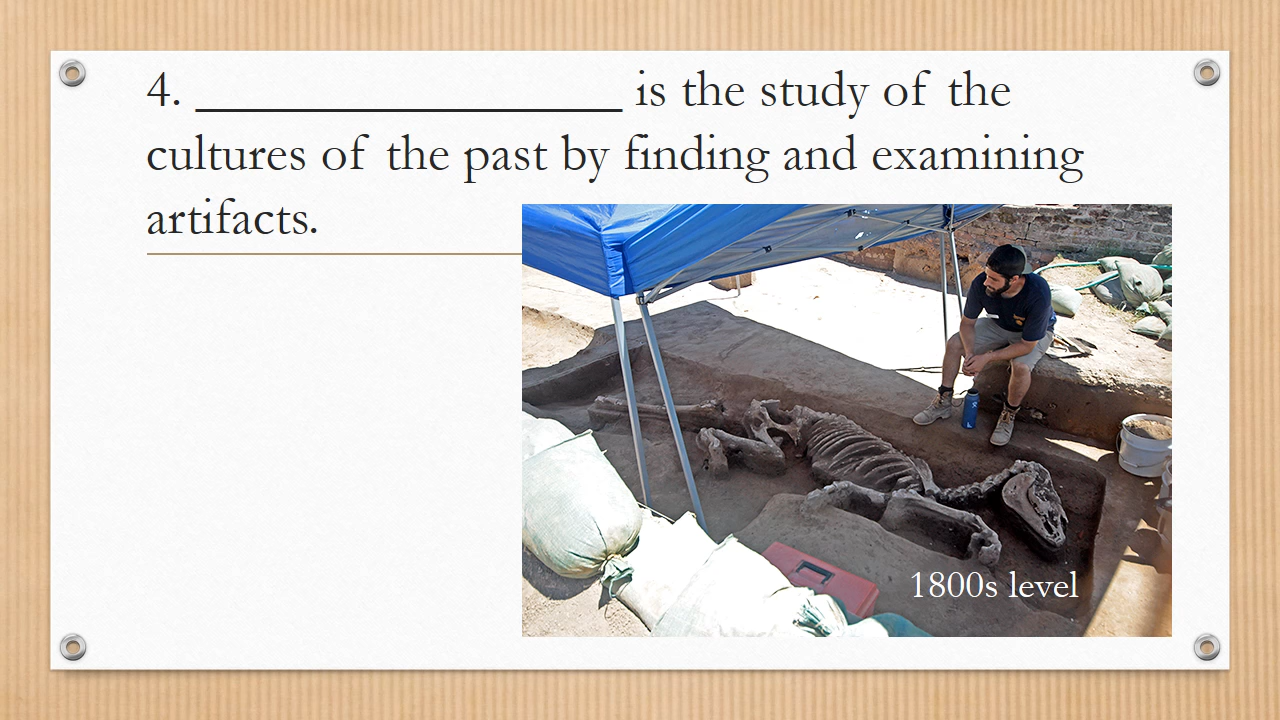 4. _________________ is the study of the
cultures of the past by finding and examining
artifacts.
1800s level